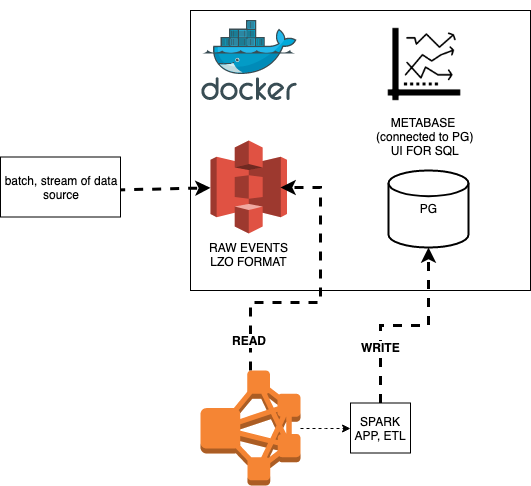 docker
METABASE
(connected to PG)
UI FOR SQL
batch, stream of data
source
PG
RAW EVENTS
LZO FORMAT
READ
WRITE
SPARK
APP, ETL